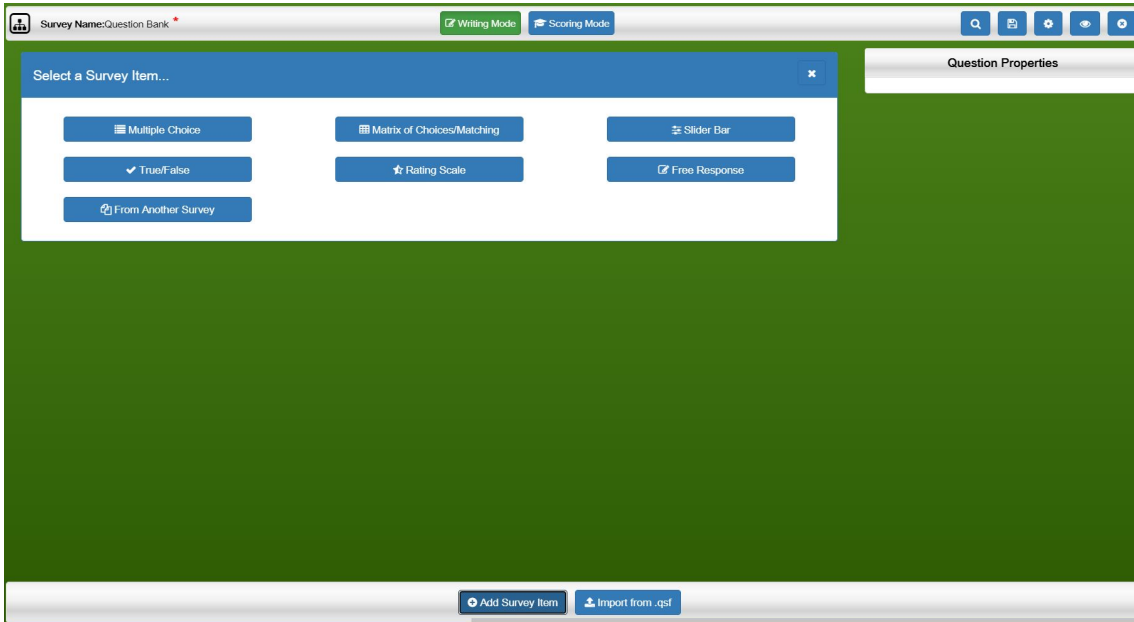 Survey Name:Question Bank *
Writing Mode
Scoring Mode
Question Properties
Select a Survey Item...
Multiple Choice
Matrix of Choices/Matching
Slider Bar
True/False
Rating Scale
Free Response
From Another Survey
Add Survey Item
Import from .qsf